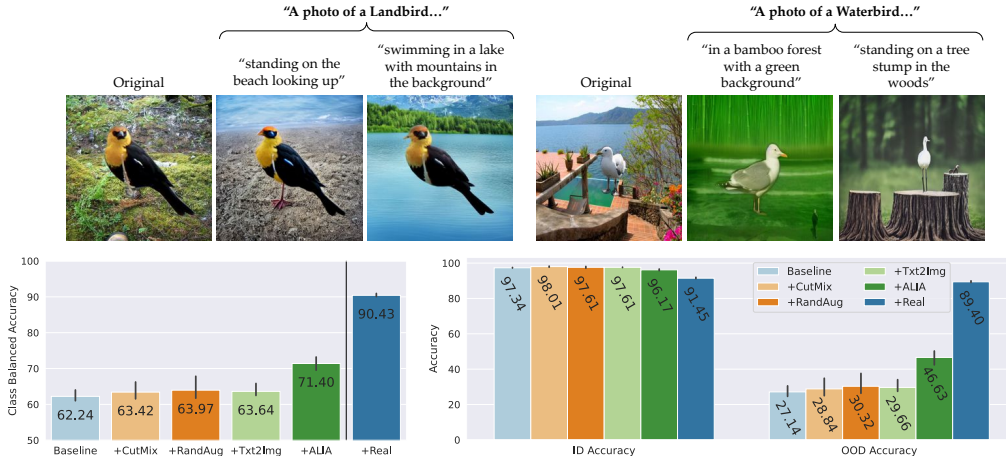 "A photo of a Landbird…"
"A photo of a Waterbird…"
Original
"standing on the
beach looking up"
"swimming in a lake
with mountains in
the background"
Original
"in a bamboo forest
with a green
background"
"standing on a tree
stump in the
woods"
Class Balanced Accuracy
100
90
80
70
60
50
62.24
63.42
63.97
63.64
71.40
90.43
Baseline
+CutMix
+RandAug
+Txt2Img
+ALIA
+Real
Accuracy
100
80
60
40
20
0
97.34
98.01
97.61
97.61
96.17
91.45
Baseline
+CutMix
+RandAug
+Txt2Img
+ALIA
+Real
27.14
28.84
30.32
29.66
46.63
89.40
ID Accuracy
OOD Accuracy